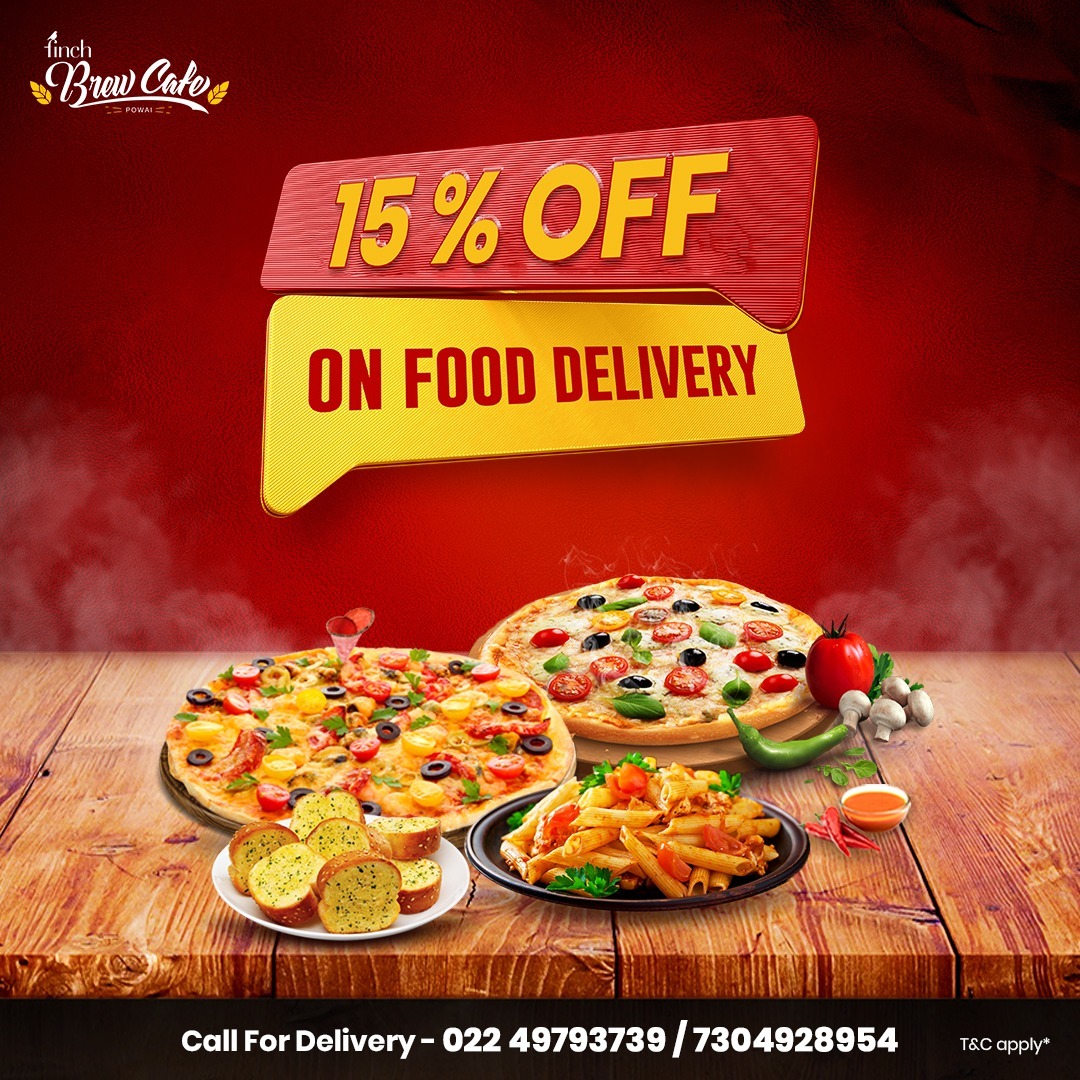 finch
Brew Cafe
POWAI
15 % OFF
ON FOOD DELIVERY
Call For Delivery - 022 49793739 / 7304928954
T&C apply*